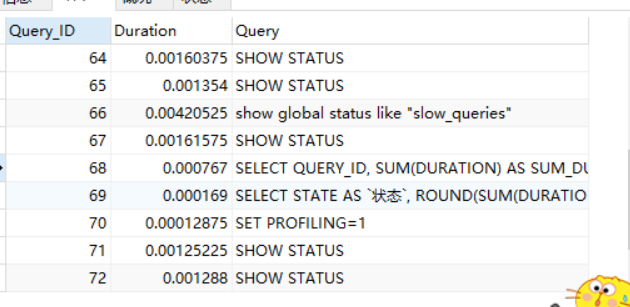 Query_ID Duration Query
64 0.00160375 SHOW STATUS
65 0.001354 SHOW STATUS
66 0.00420525 show global status like "slow_queries"
67 0.00161575 SHOW STATUS
68 0.000767 SELECT QUERY_ID, SUM(DURATION) AS SUM_DU
69 0.000169 SELECT STATE AS `状态`, ROUND(SUM(DURATIO
70 0.00012875 SET PROFILING=1
71 0.00125225 SHOW STATUS
72 0.001288 SHOW STATUS